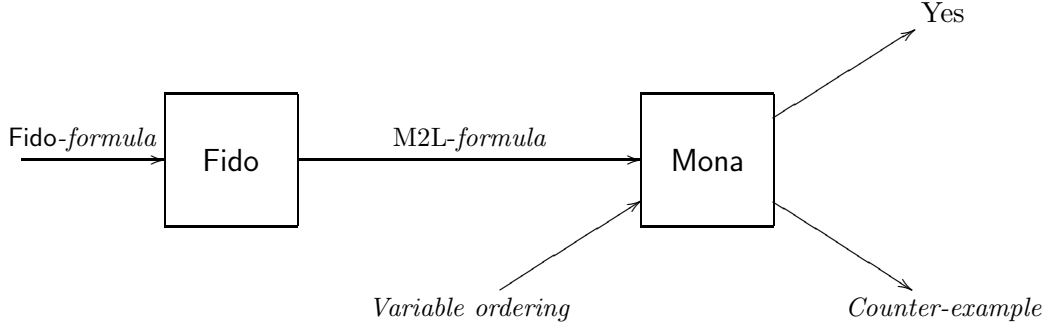 Yes
Fido-formula
Fido
M2L-formula
Mona
Variable ordering
Counter-example